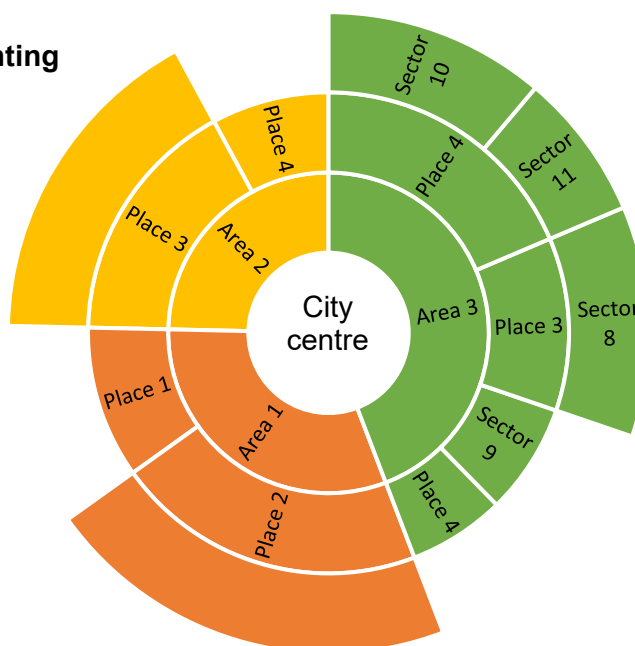 Sector
10
Place 4
Sector
11
Place 4
Place 3
Area 2
Area 3
Place 3
Sector
8
City
centre
Place 1
Area 1
Sector
9
Place 2
Place 4